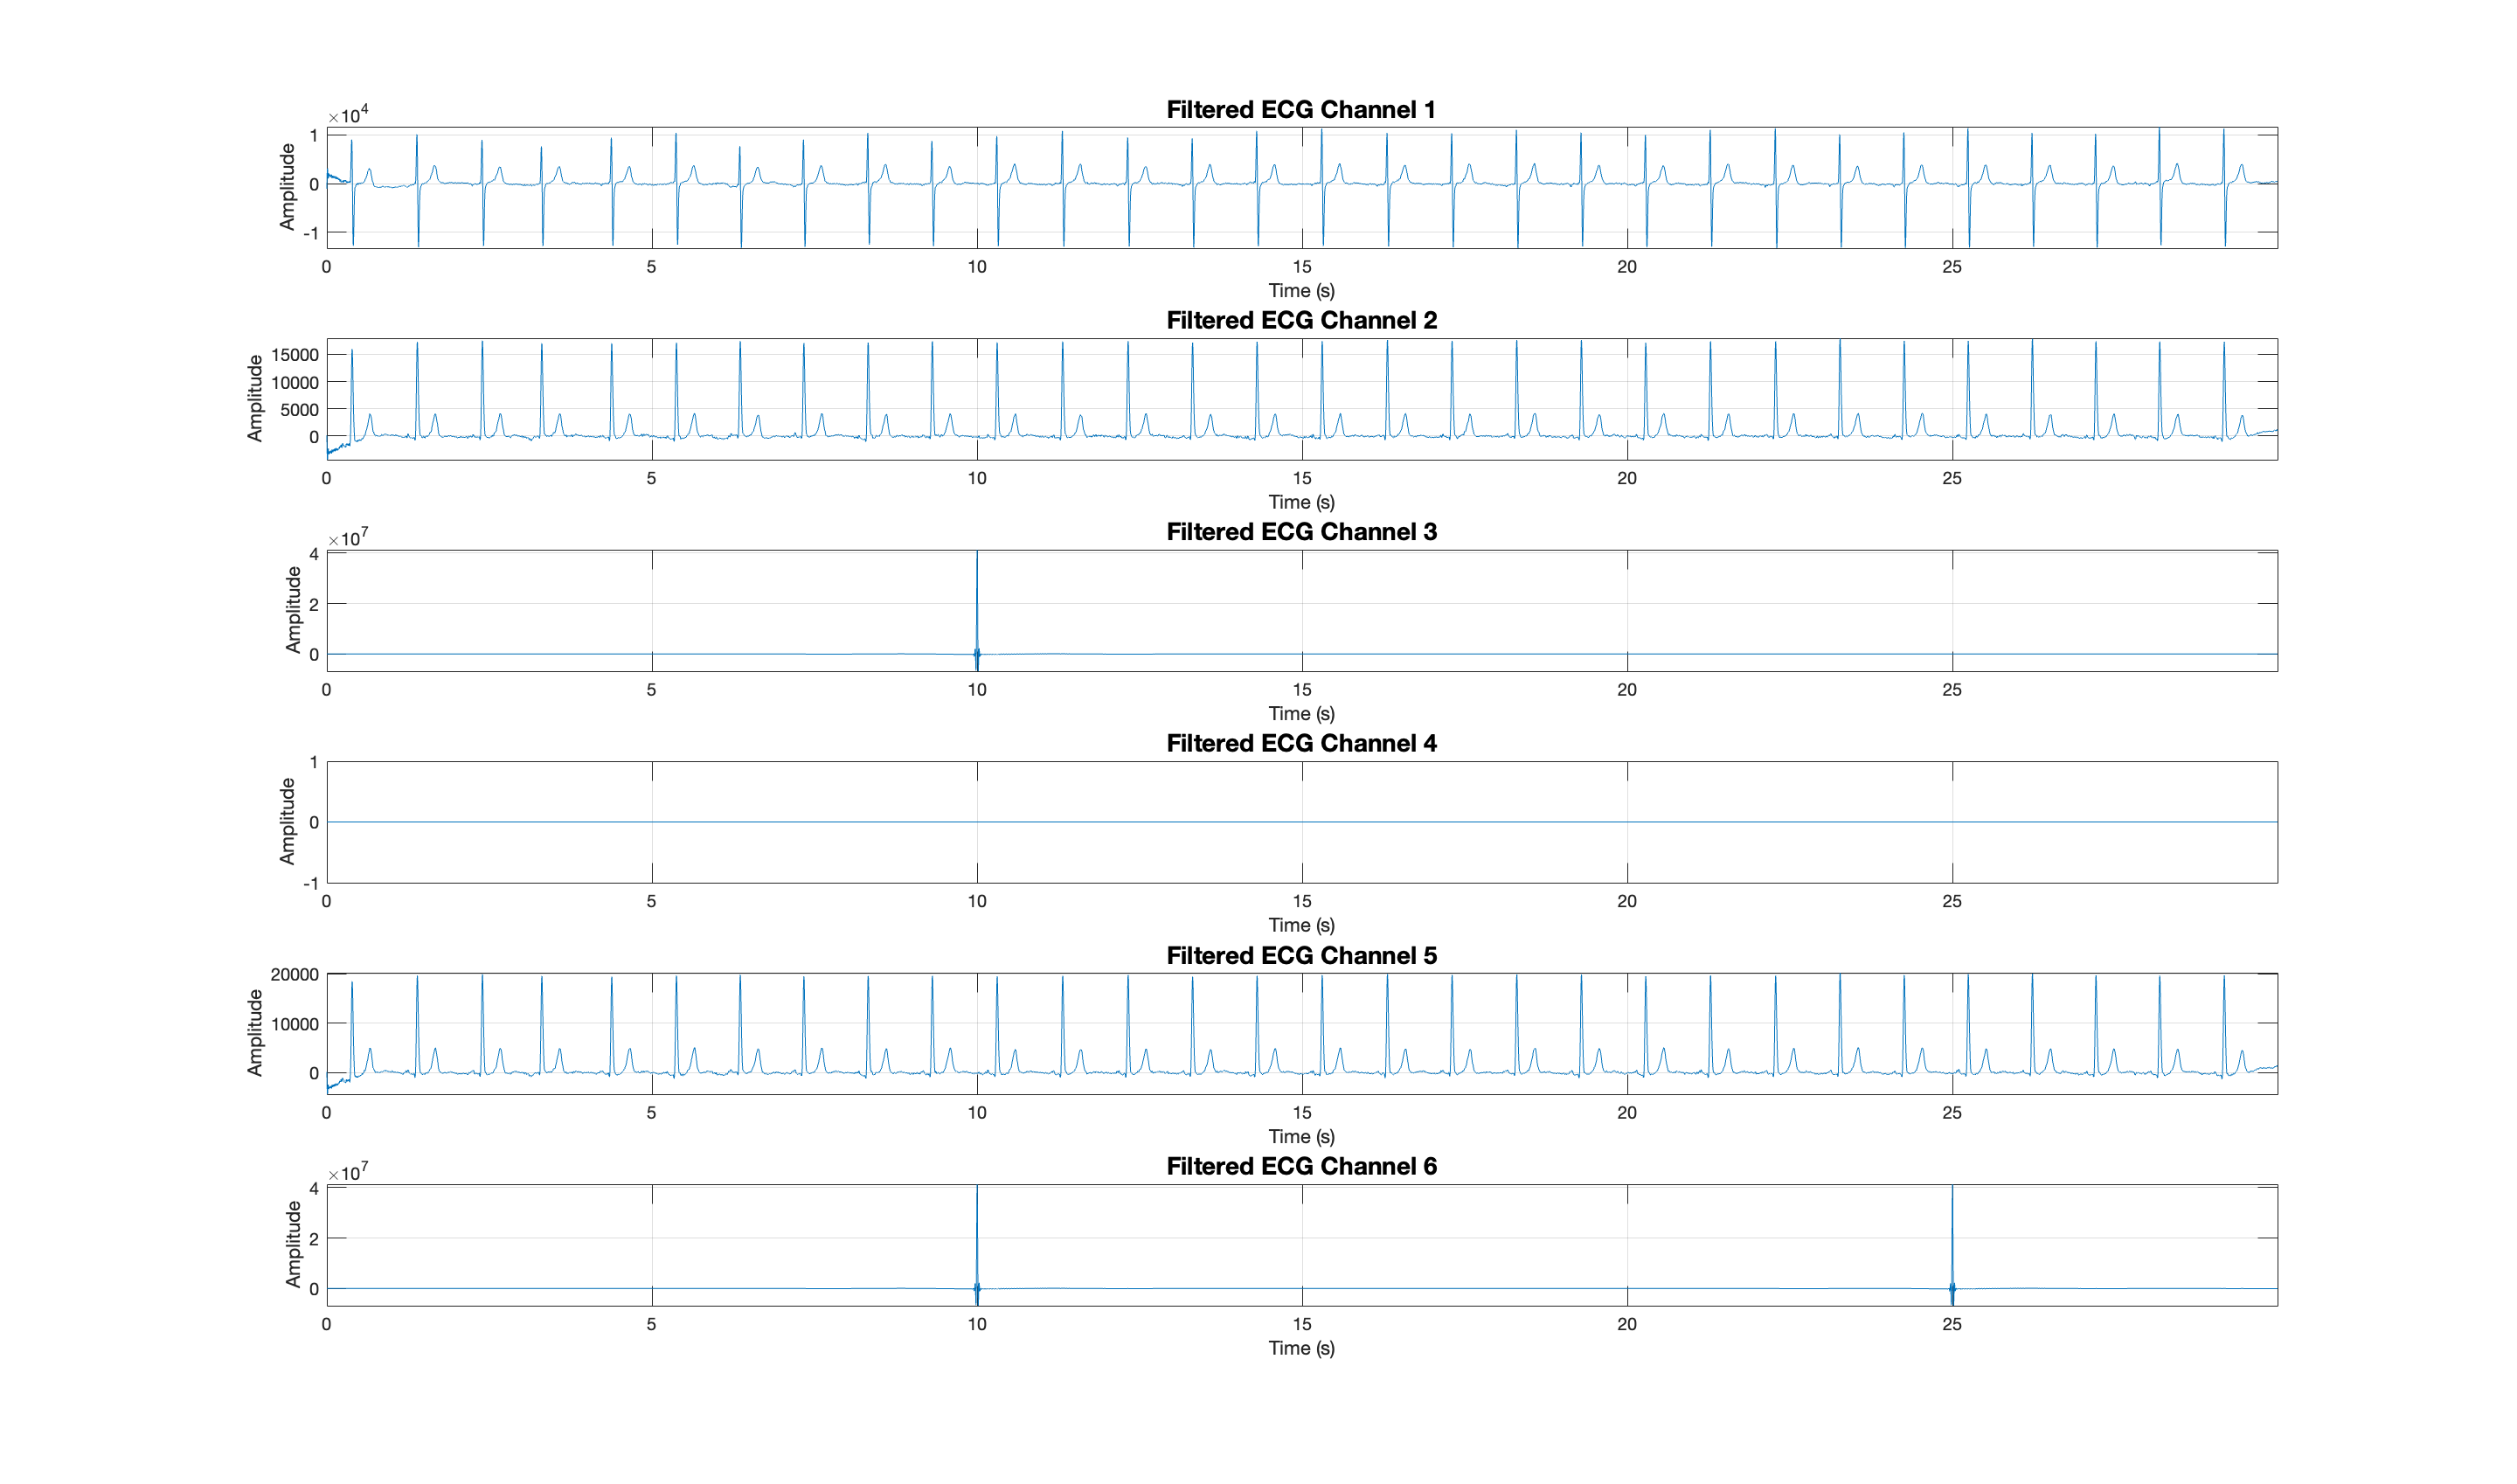 Filtered ECG Channel 1
×10^4
Amplitude
1
0
-1
0 5 10 15 20 25
Time (s)
Filtered ECG Channel 2
Amplitude
15000
10000
5000
0
0 5 10 15 20 25
Time (s)
Filtered ECG Channel 3
×10^7
Amplitude
4
2
0
0 5 10 15 20 25
Time (s)
Filtered ECG Channel 4
Amplitude
1
0
-1
0 5 10 15 20 25
Time (s)
Filtered ECG Channel 5
Amplitude
20000
10000
0
0 5 10 15 20 25
Time (s)
Filtered ECG Channel 6
×10^7
Amplitude
4
2
0
0 5 10 15 20 25
Time (s)